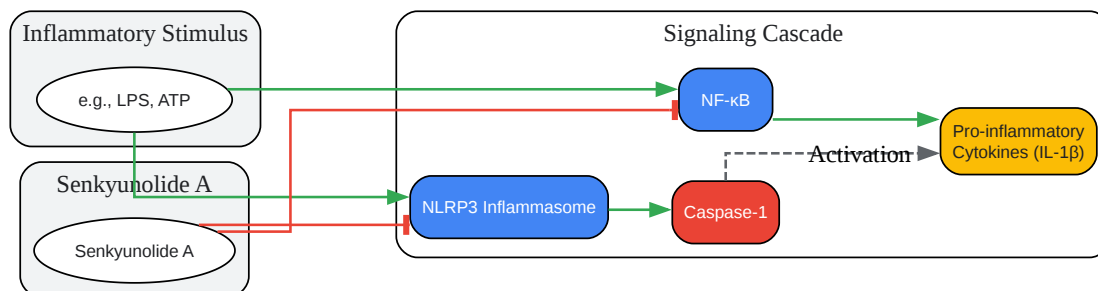 Inflammatory Stimulus
e.g., LPS, ATP
Senkyunolide A
Senkyunolide A
Signaling Cascade
NF-κB
NLRP3 Inflammasome
Caspase-1
Activation
Pro-inflammatory
Cytokines (IL-1β)